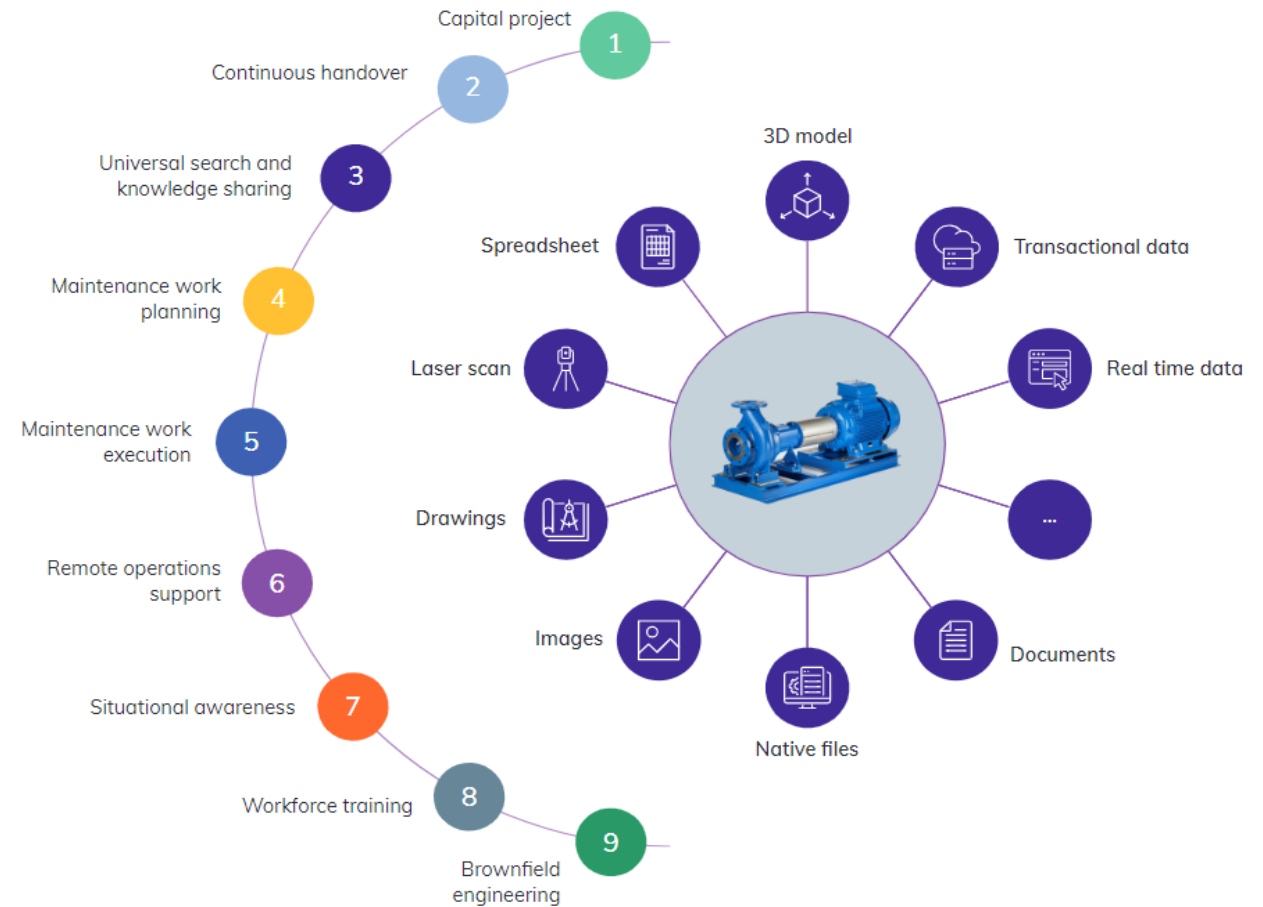 Capital project
1
Continuous handover
2
Universal search and
knowledge sharing
3
Maintenance work
planning
4
Maintenance work
execution
5
Remote operations
support
6
Situational awareness
7
Workforce training
8
Brownfield
engineering
9
3D model
Transactional data
Real time data
...
Documents
Native files
Images
Drawings
Laser scan
Spreadsheet